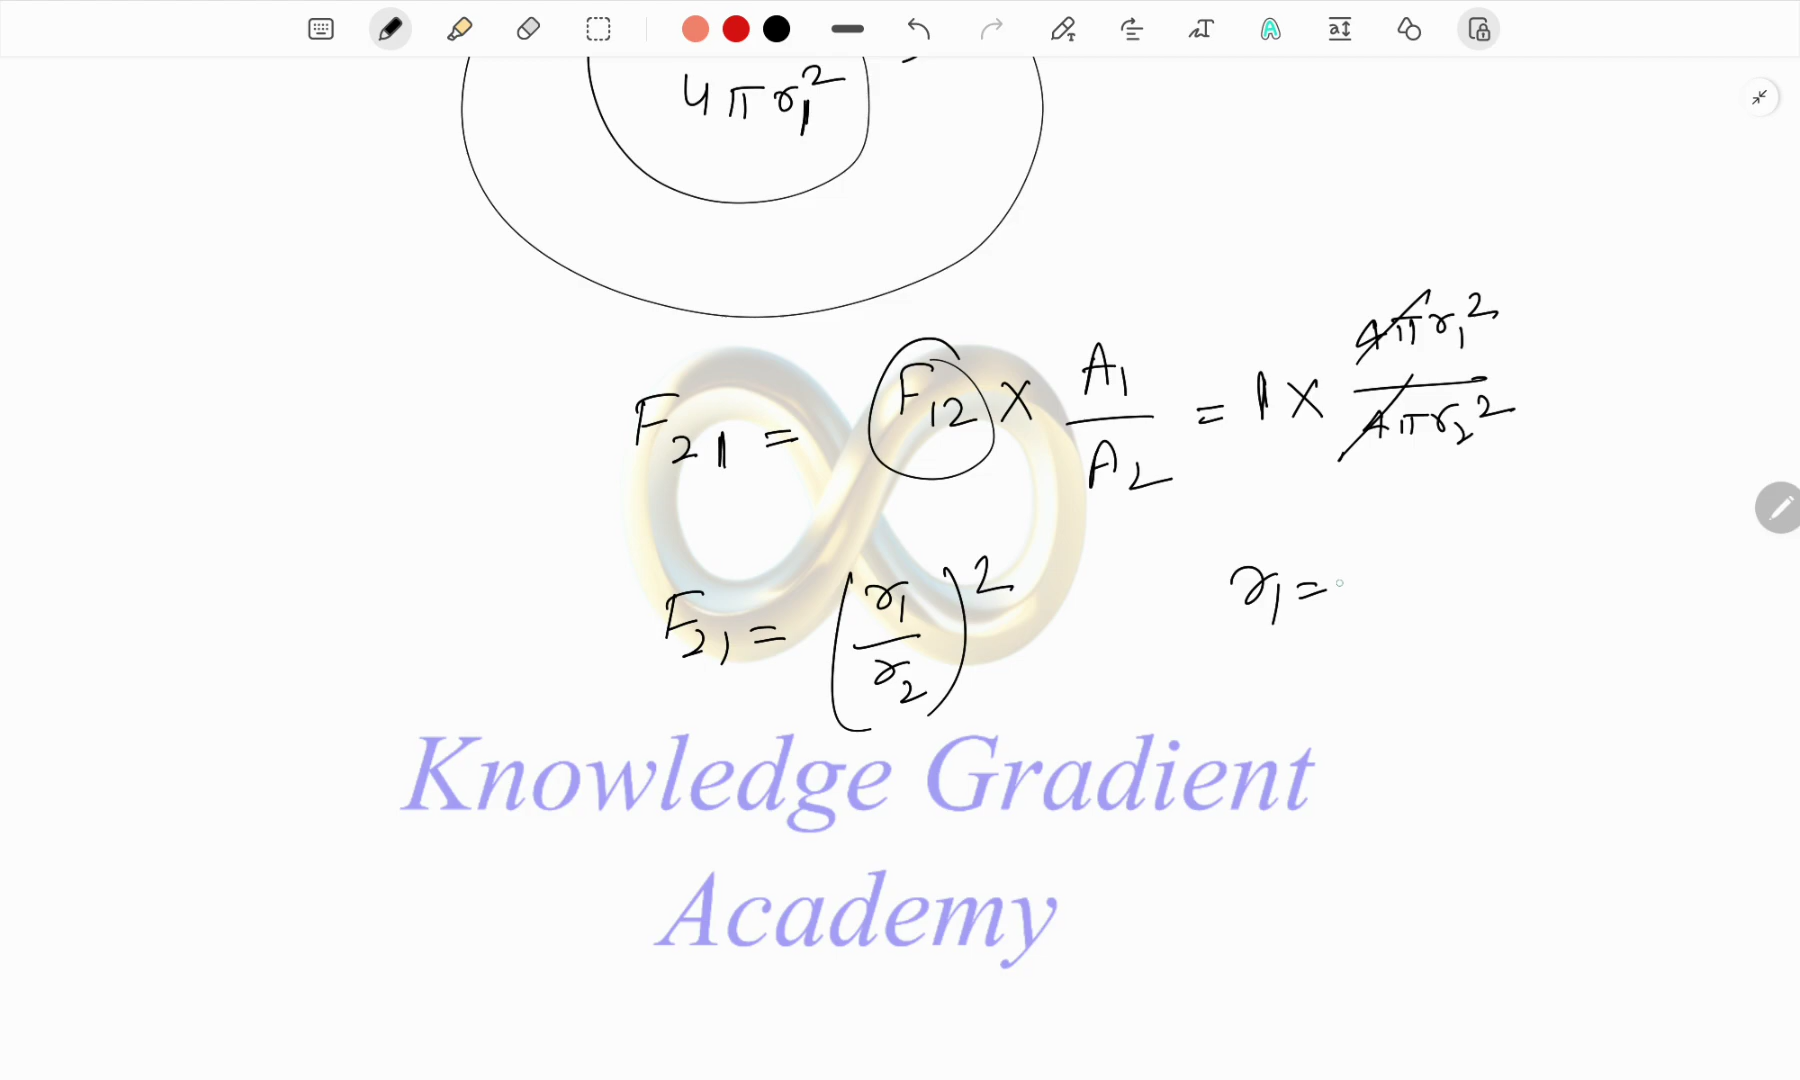 4πr₁²
F₂₁ = F₁₂ × A₁/A₂ = 1 × 4πr₁²/4πr₂²
F₂₁ = (r₁/r₂)²
r₁ =
Knowledge Gradient
Academy